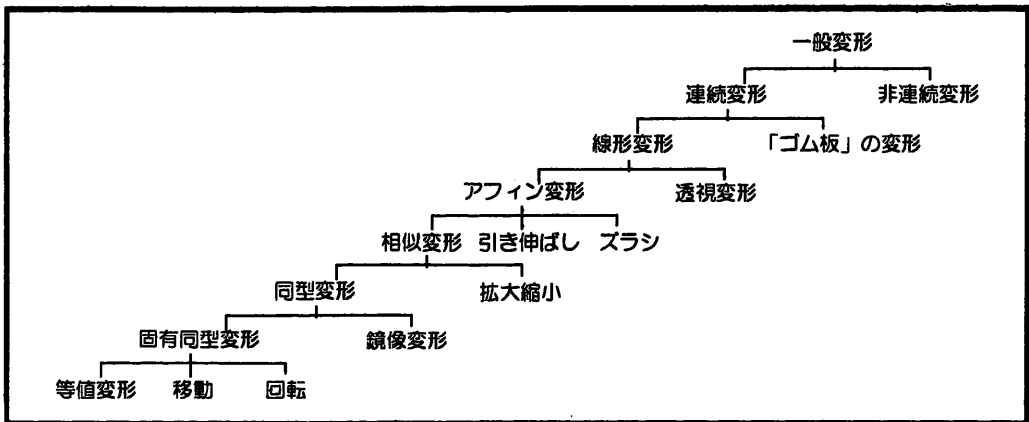 一般変形
連続変形 非連続変形
線形変形 「ゴム板」の変形
アフィン変形 透視変形
相似変形 引き伸ばし ズラシ
同型変形 拡大縮小
固有同型変形 鏡像変形
等値変形 移動 回転